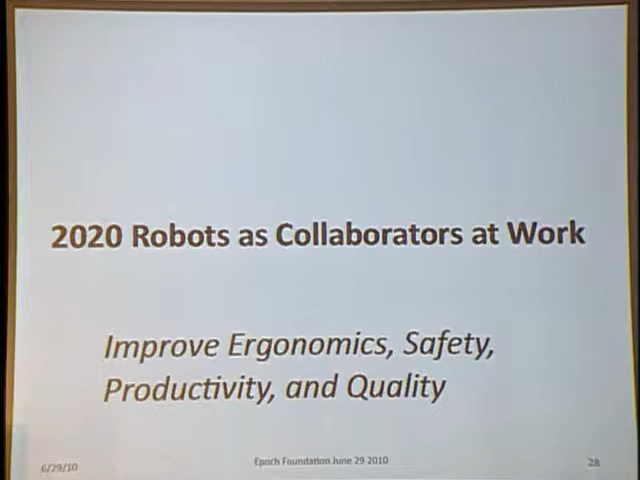 2020 Robots as Collaborators at Work
Improve Ergonomics, Safety,
Productivity, and Quality
6/29/10
Epoch Foundation June 29 2010
28